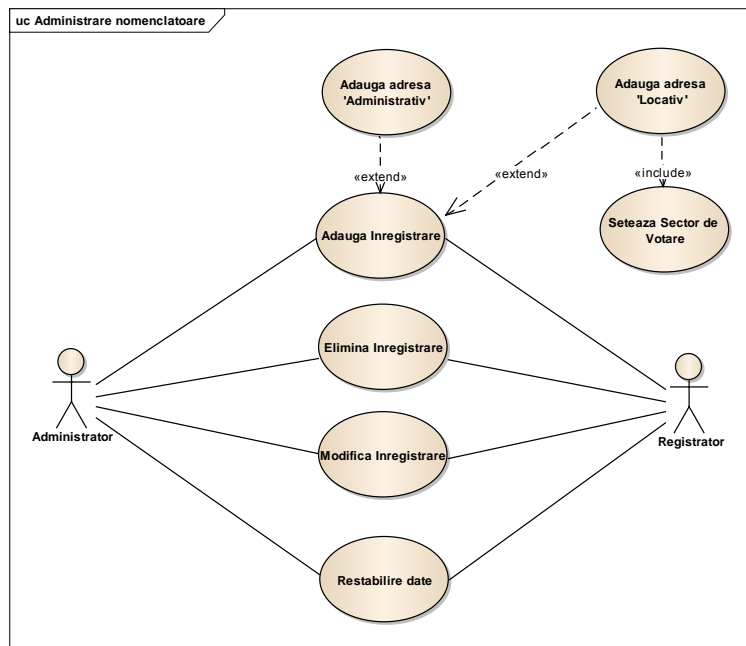 uc Administrare nomenclatoare
Adauga adresa
'Administrativ'
Adauga adresa
'Locativ'
«extend»
«extend»
«include»
Adauga Inregistrare
Seteaza Sector de
Votare
Elimina Inregistrare
Administrator
Registrator
Modifica Inregistrare
Restabilire date